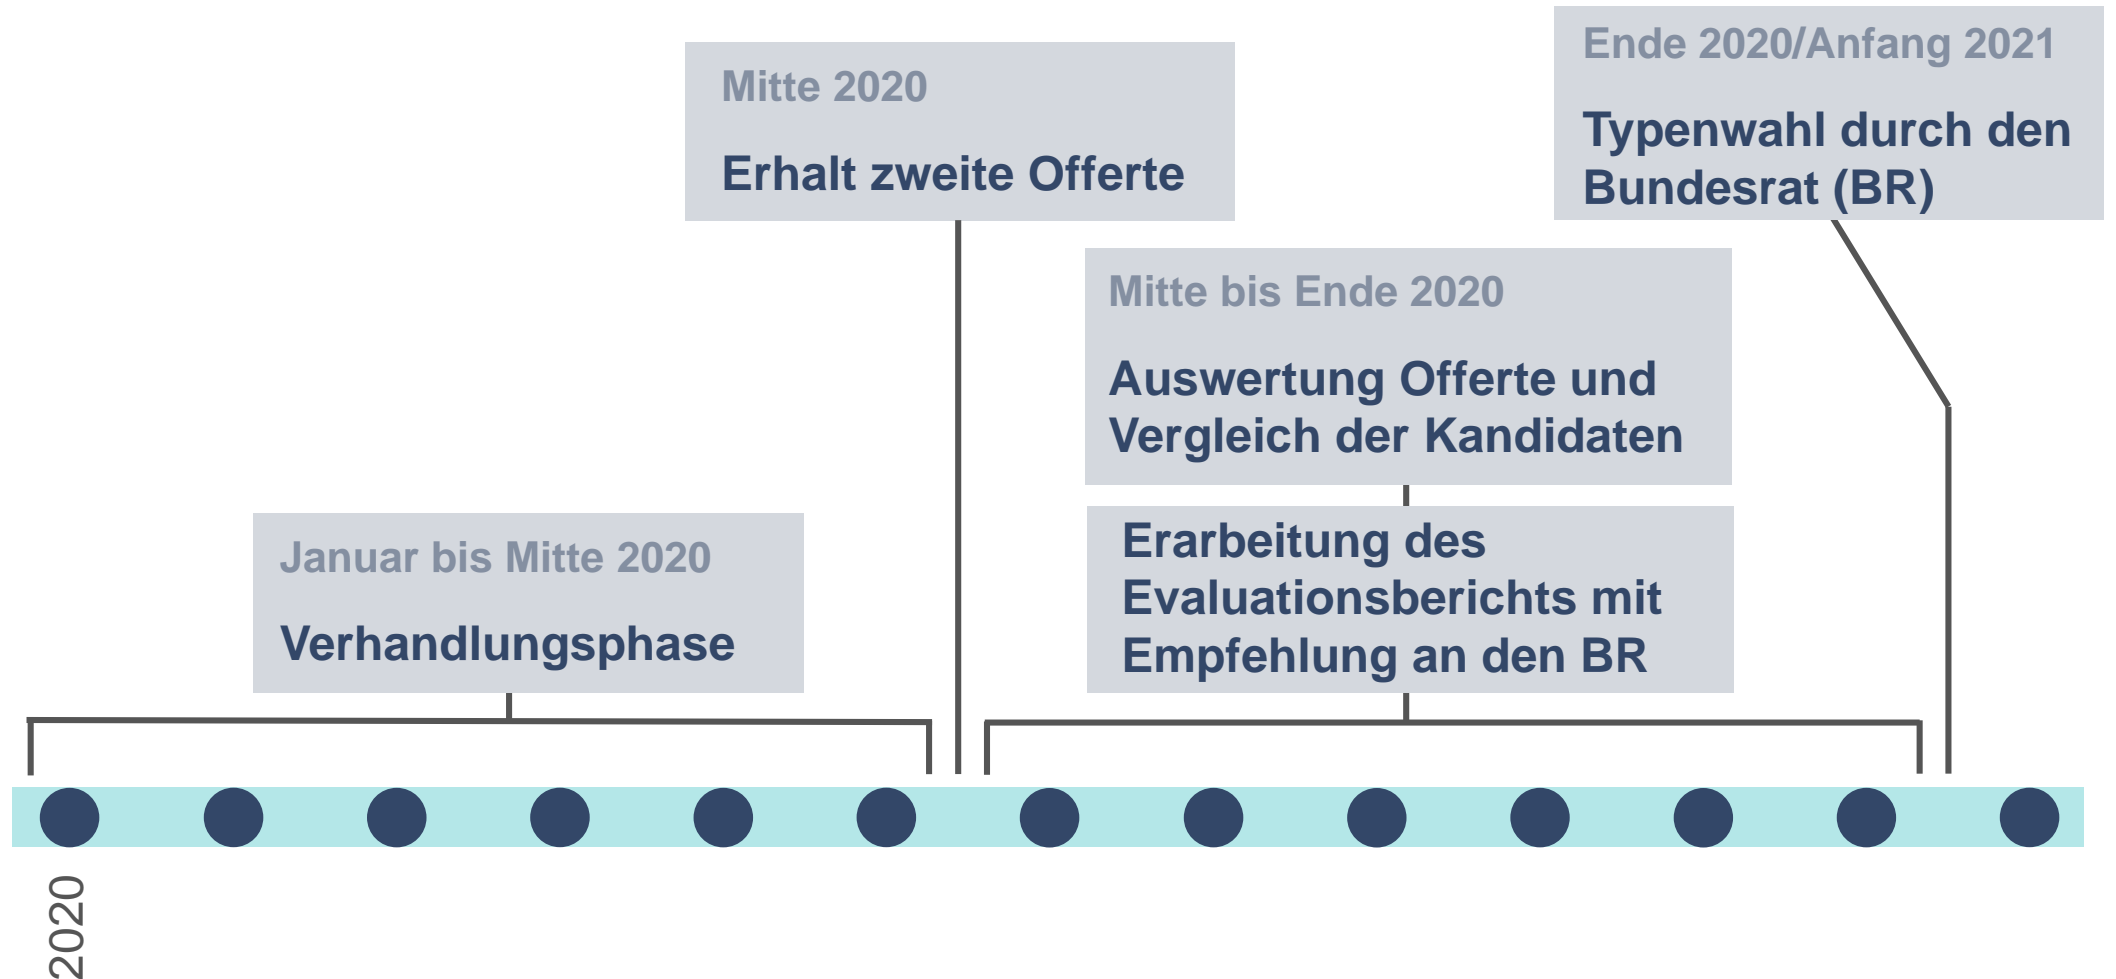 Januar bis Mitte 2020
Verhandlungsphase
Mitte 2020
Erhalt zweite Offerte
Mitte bis Ende 2020
Auswertung Offerte und
Vergleich der Kandidaten
Erarbeitung des
Evaluationsberichts mit
Empfehlung an den BR
Ende 2020/Anfang 2021
Typenwahl durch den
Bundesrat (BR)
2020